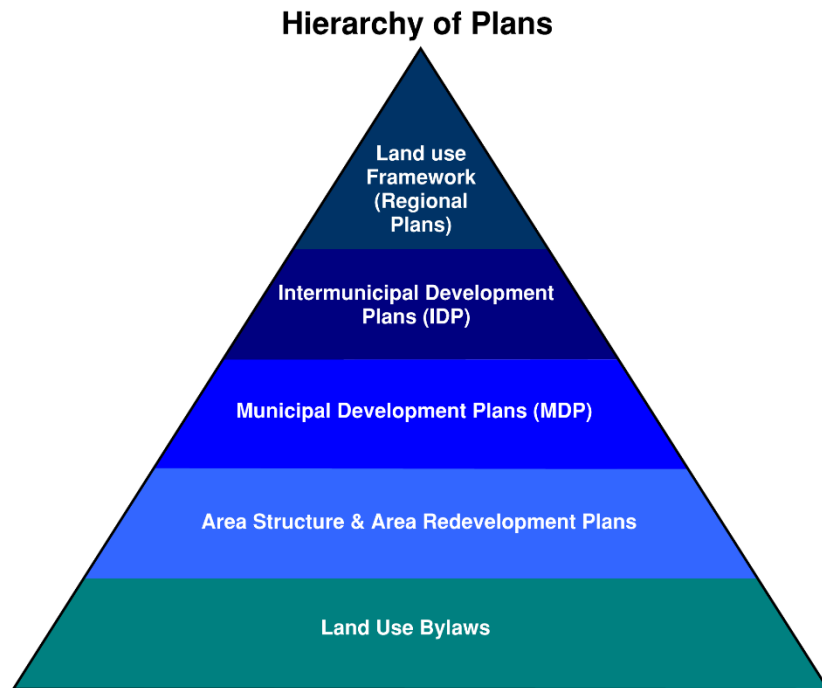 Hierarchy of Plans
Land use
Framework
(Regional
Plans)
Intermunicipal Development
Plans (IDP)
Municipal Development Plans (MDP)
Area Structure & Area Redevelopment Plans
Land Use Bylaws